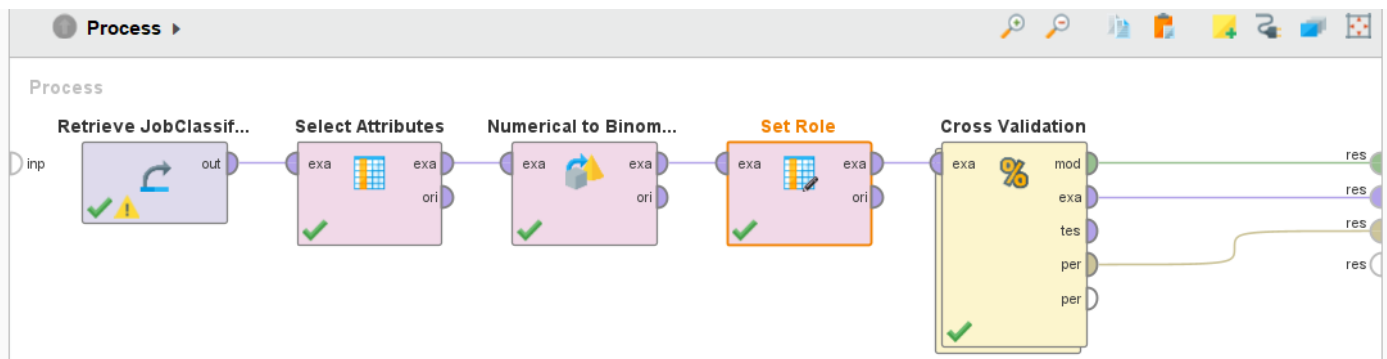 Process
Process
Retrieve JobClassif...
Select Attributes
Numerical to Binom...
Set Role
Cross Validation
inp
out
exa
exa
ori
exa
exa
ori
exa
exa
ori
exa
%
mod
exa
tes
per
per
res
res
res
res